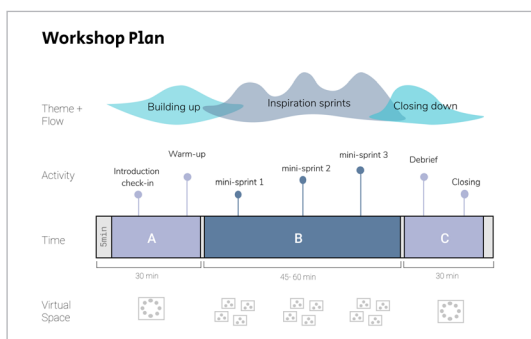 Workshop Plan
Theme +
Flow
Building up
Inspiration sprints
Closing down
Activity
Introduction
check-in
Warm-up
mini-sprint 1
mini-sprint 2
mini-sprint 3
Debrief
Closing
Time
5min
A
B
C
30 min
45-60 min
30 min
Virtual
Space